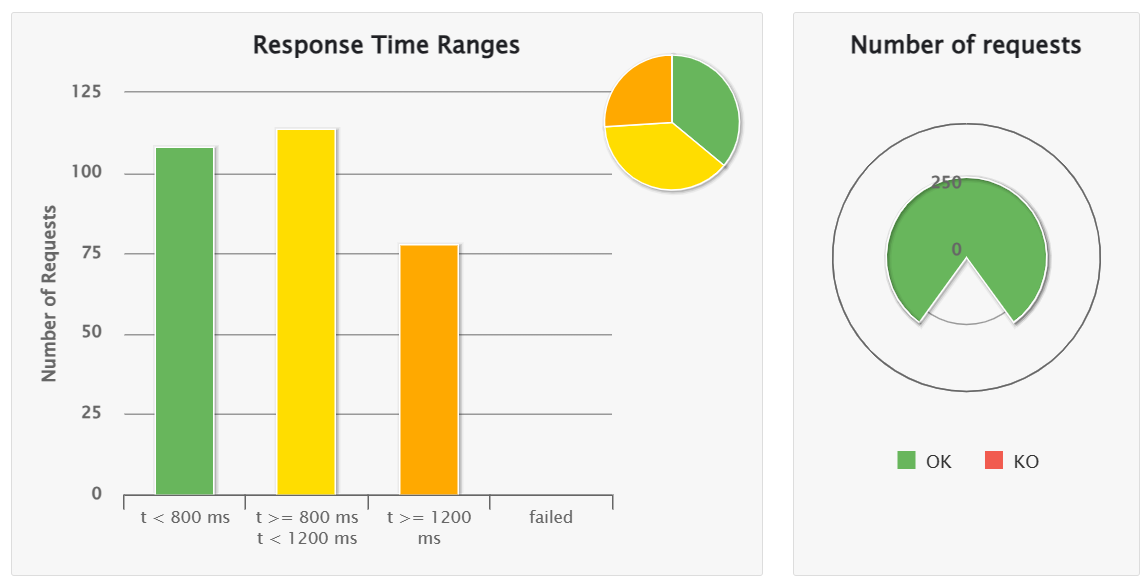 Response Time Ranges
125
100
75
50
25
0
Number of Requests
t < 800 ms
t >= 800 ms
t < 1200 ms
t >= 1200
ms
failed
Number of requests
250
0
OK
KO